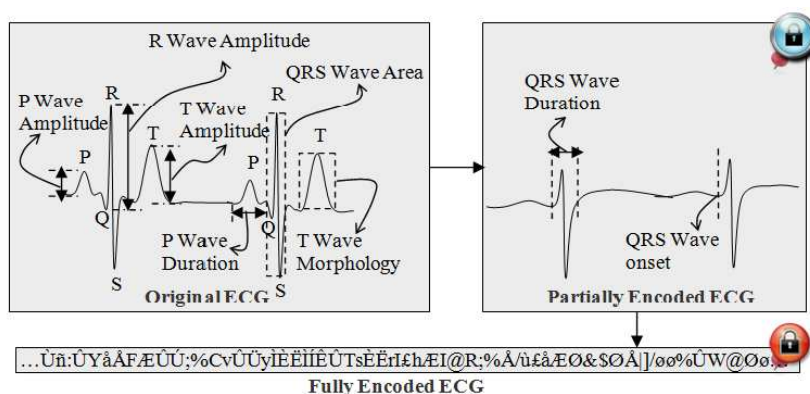 R Wave Amplitude
R
QRS Wave Area
R
P Wave
Amplitude
T
T Wave
Amplitude
T
P
P
Q
Q
P Wave
Duration
T Wave
Morphology
S
S
Original ECG
QRS Wave
Duration
QRS Wave
onset
Partially Encoded ECG
Fully Encoded ECG